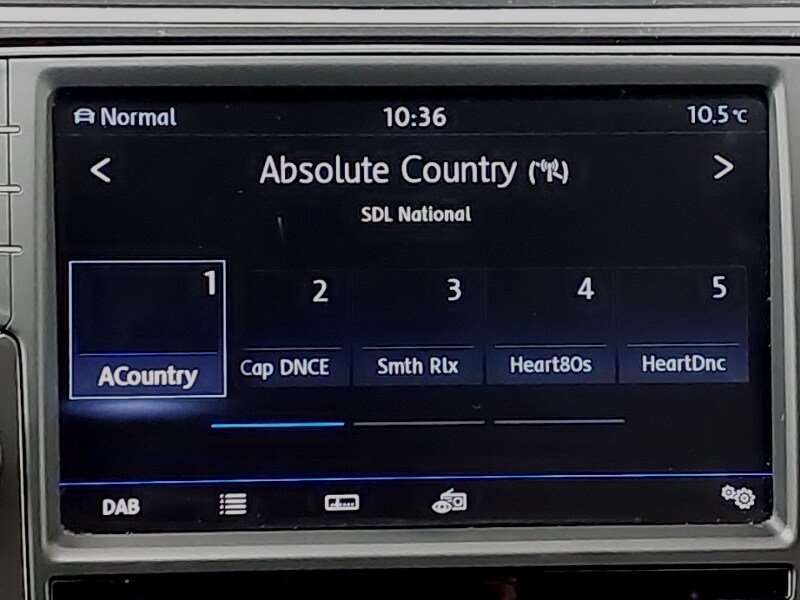 Normal 10:36 10.5°C
< Absolute Country >
SDL National
1 2 3 4 5
ACountry Cap DNCE Smth Rlx Heart80s HeartDnc
DAB